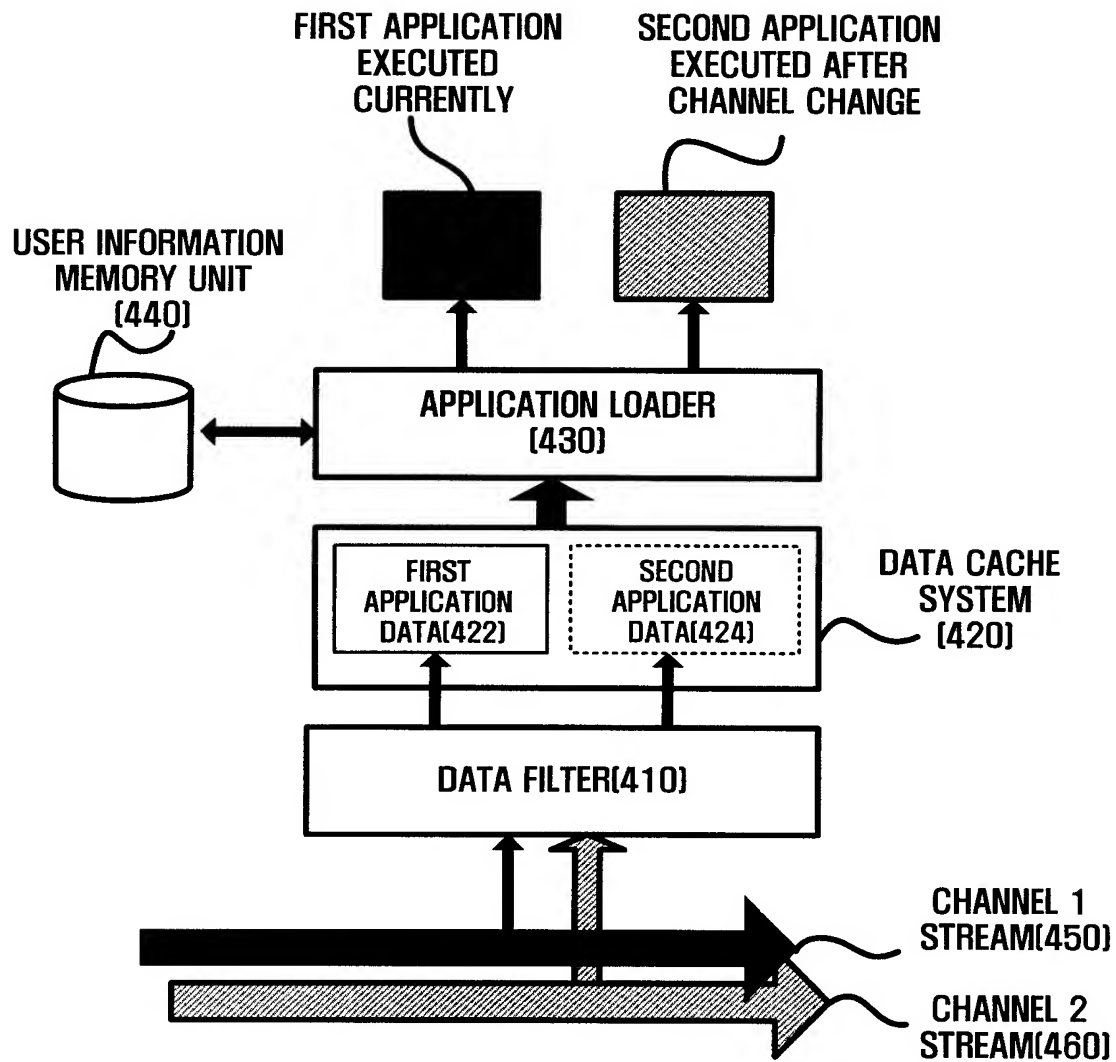 FIRST APPLICATION
EXECUTED
CURRENTLY
SECOND APPLICATION
EXECUTED AFTER
CHANNEL CHANGE
USER INFORMATION
MEMORY UNIT
(440)
APPLICATION LOADER
(430)
FIRST
APPLICATION
DATA(422)
SECOND
APPLICATION
DATA(424)
DATA CACHE
SYSTEM
(420)
DATA FILTER(410)
CHANNEL 1
STREAM(450)
CHANNEL 2
STREAM(460)